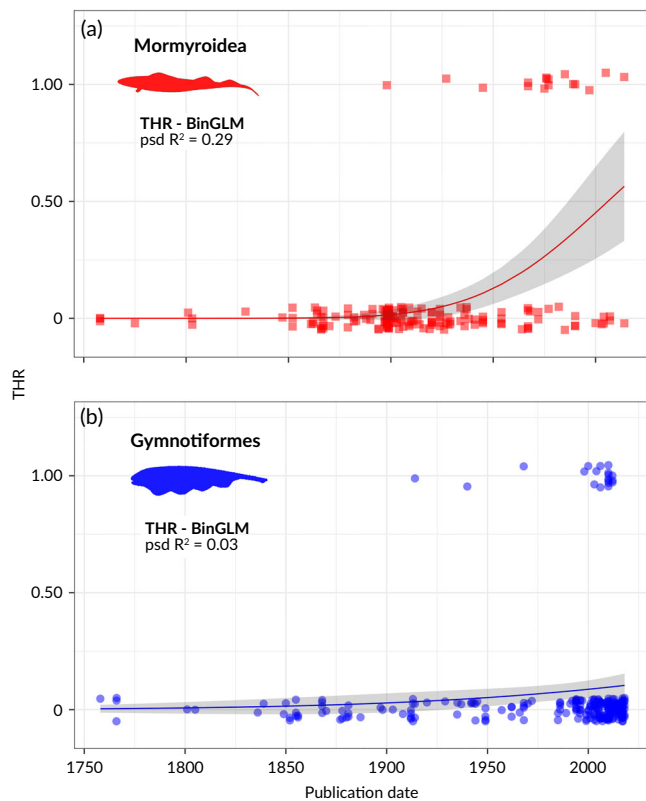 (a)
Mormyroidea
1.00
THR - BinGLM
psd R² = 0.29
0.50
0
THR
(b)
Gymnotiformes
1.00
THR - BinGLM
psd R² = 0.03
0.50
0
1750 1800 1850 1900 1950 2000
Publication date